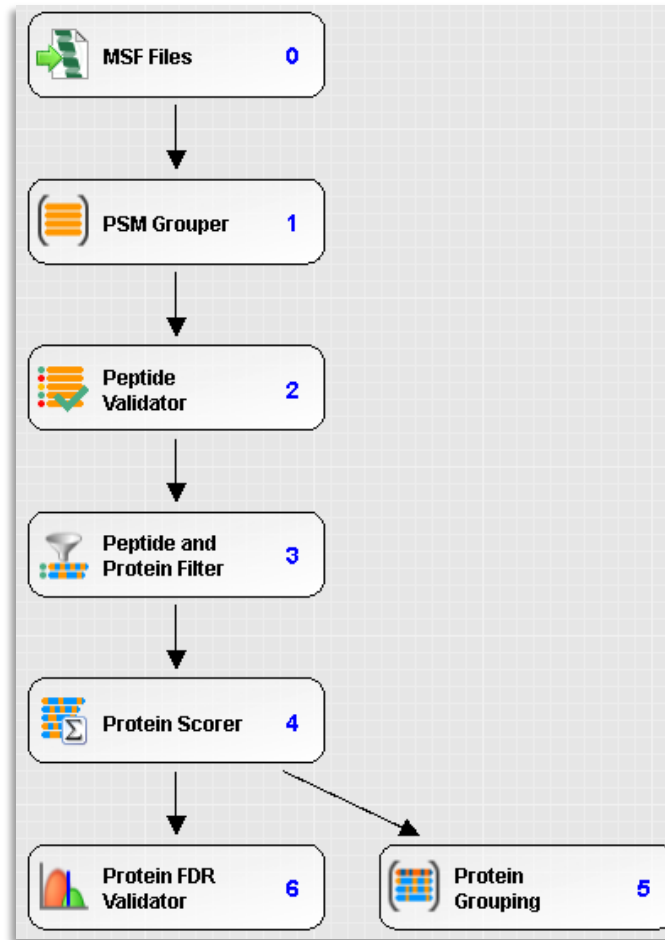 MSF Files 0
PSM Grouper 1
Peptide
Validator 2
Peptide and
Protein Filter 3
Protein Scorer Σ 4
Protein FDR
Validator 6
Protein
Grouping 5